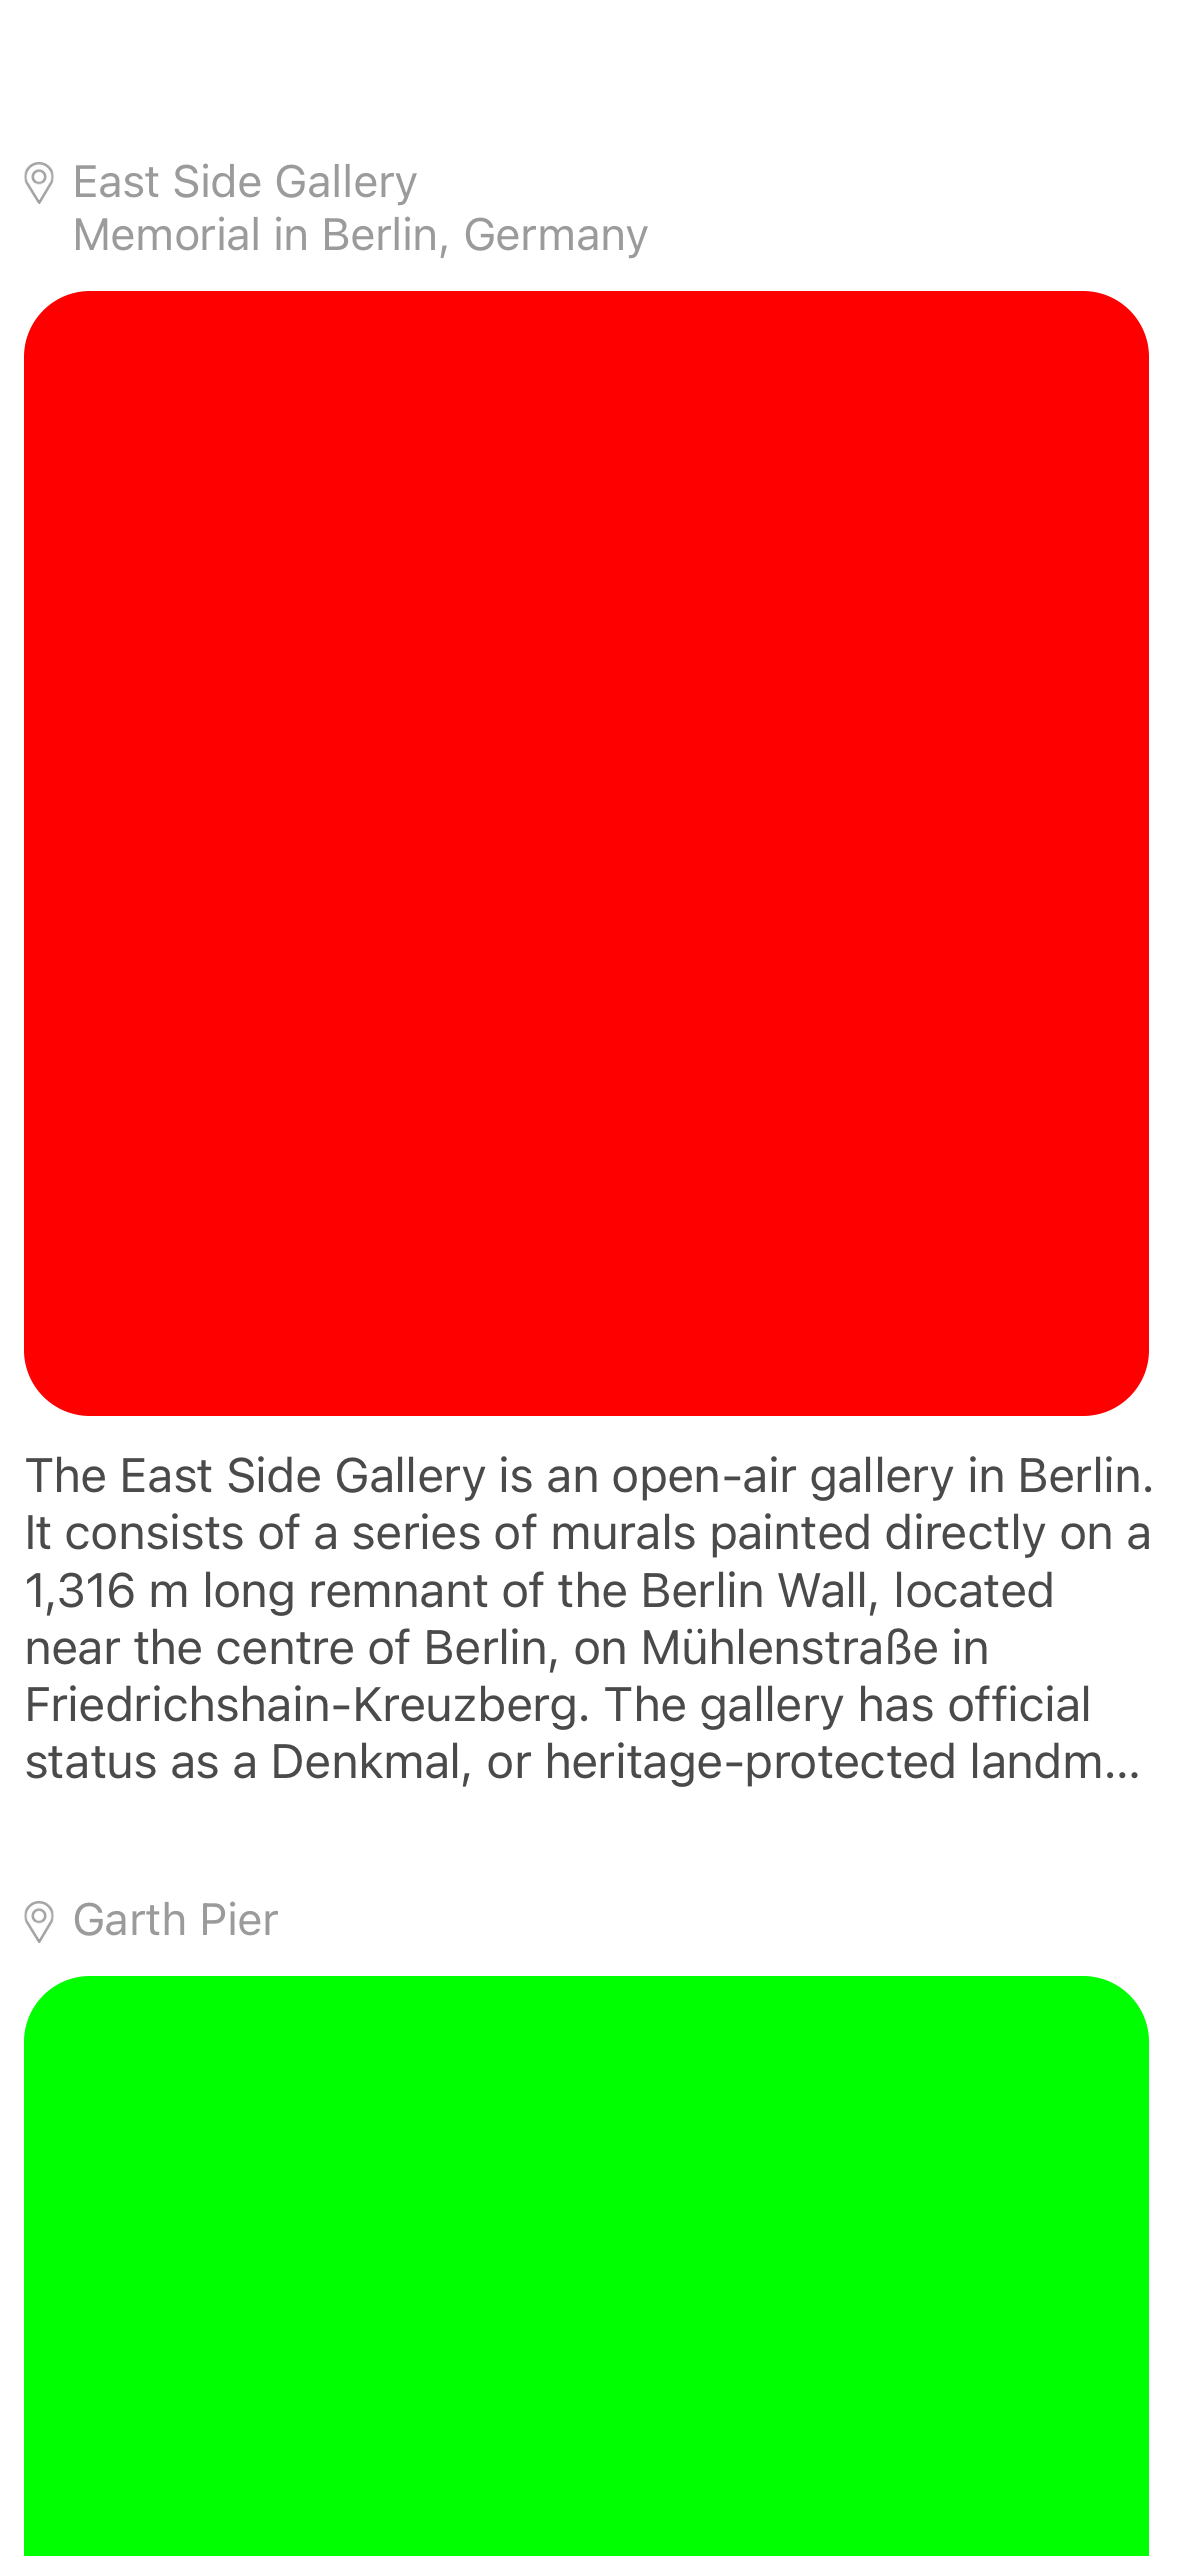 East Side Gallery
Memorial in Berlin, Germany
The East Side Gallery is an open-air gallery in Berlin.
It consists of a series of murals painted directly on a
1,316 m long remnant of the Berlin Wall, located
near the centre of Berlin, on Mühlenstraße in
Friedrichshain-Kreuzberg. The gallery has official
status as a Denkmal, or heritage-protected landm...
Garth Pier